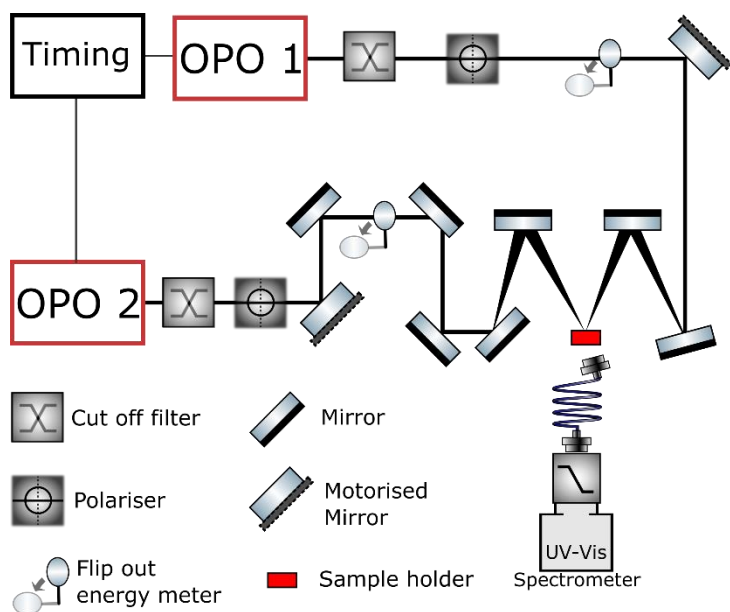 Timing
OPO 1
OPO 2
Cut off filter
Mirror
Polariser
Motorised
Mirror
Flip out
energy meter
Sample holder
UV-Vis
Spectrometer